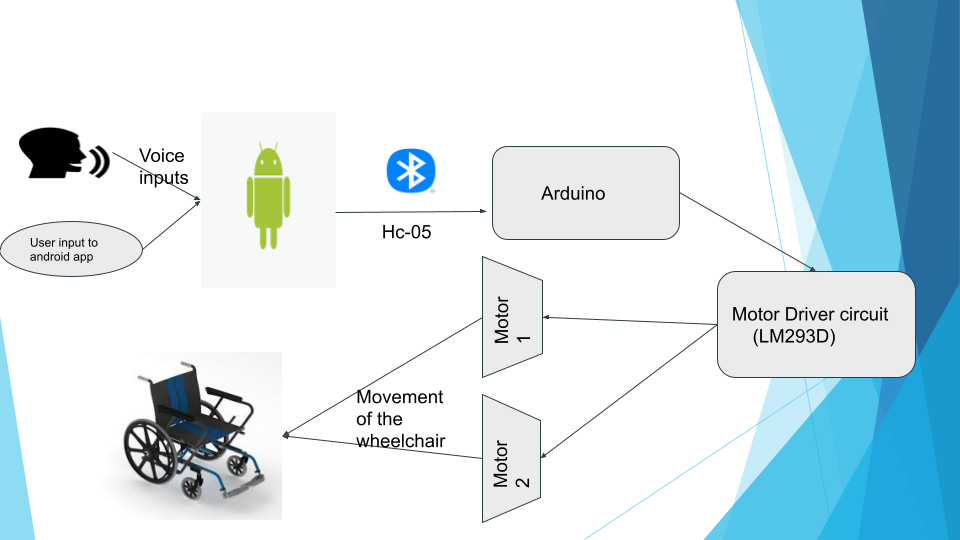 Voice
inputs
User input to
android app
Hc-05
Arduino
Motor Driver circuit
(LM293D)
Motor
1
Movement
of the
wheelchair
Motor
2